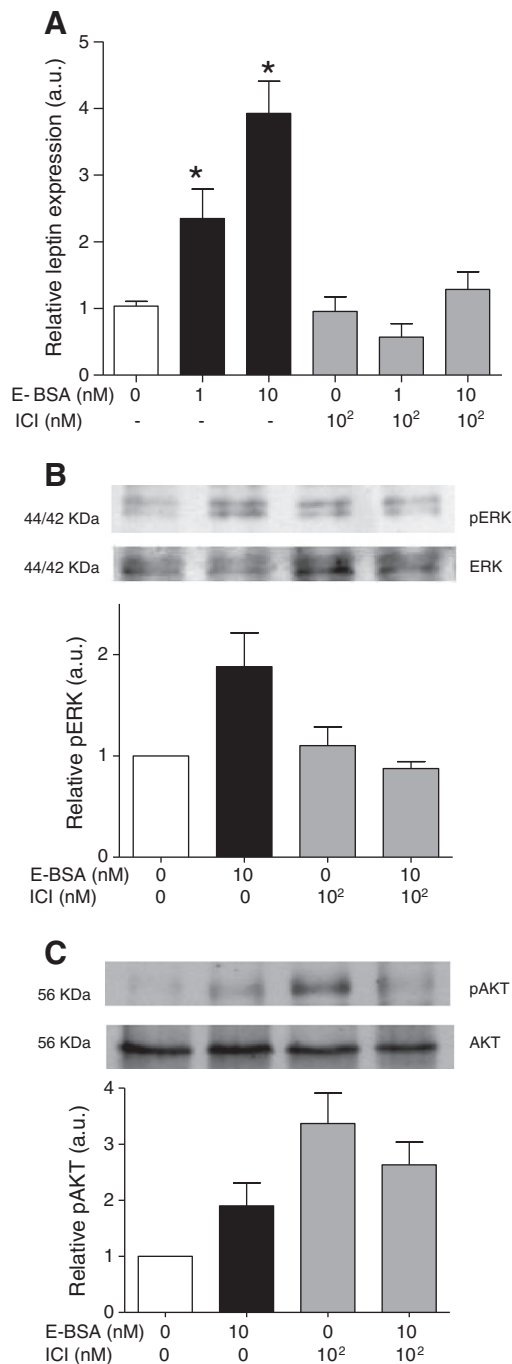 A
Relative leptin expression (a.u.)
5
4
3
2
1
0
*
*
E-BSA (nM) 0 1 10 0 1 10
ICI (nM) - - - 10² 10² 10²
B
44/42 KDa pERK
44/42 KDa ERK
Relative pERK (a.u.)
2
1
0
E-BSA (nM) 0 10 0 10
ICI (nM) 0 0 10² 10²
C
56 KDa pAKT
56 KDa AKT
Relative pAKT (a.u.)
4
3
2
1
0
E-BSA (nM) 0 10 0 10
ICI (nM) 0 0 10² 10²